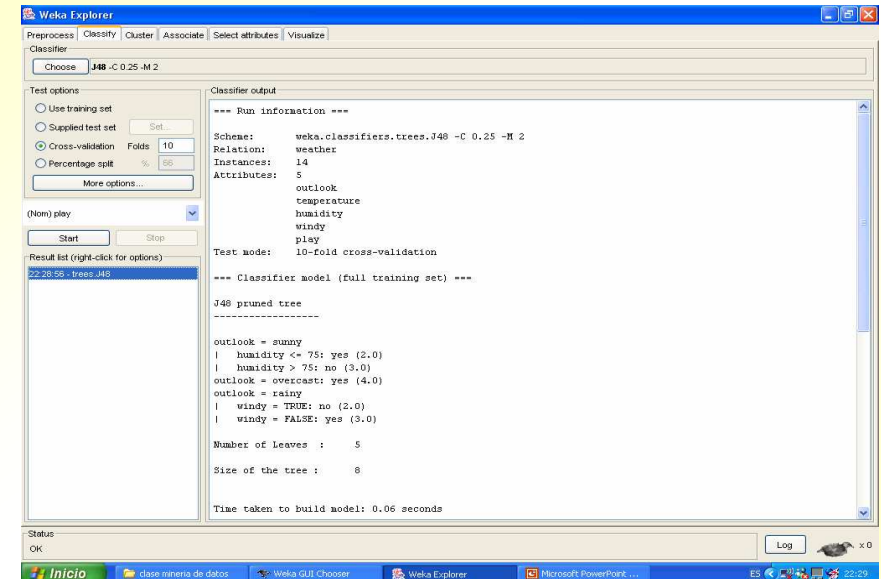 Weka Explorer
Preprocess Classify Cluster Associate Select attributes Visualize
Classifier
Choose J48 -C 0.25 -M 2
Test options
Use training set
Supplied test set Set...
Cross-validation Folds 10
Percentage split % 66
More options...
(Nom) play
Start Stop
Result list (right-click for options)
22:28:56 - trees.J48
Classifier output
=== Run information ===
Scheme: weka.classifiers.trees.J48 -C 0.25 -M 2
Relation: weather
Instances: 14
Attributes: 5
outlook
temperature
humidity
windy
play
Test mode: 10-fold cross-validation
=== Classifier model (full training set) ===
J48 pruned tree
------------------
outlook = sunny
| humidity <= 75: yes (2.0)
| humidity > 75: no (3.0)
outlook = overcast: yes (4.0)
outlook = rainy
| windy = TRUE: no (2.0)
| windy = FALSE: yes (3.0)
Number of Leaves : 5
Size of the tree : 8
Time taken to build model: 0.06 seconds
Status
OK
Log x 0
Inicio clase mineria de datos Weka GUI Chooser Weka Explorer Microsoft PowerPoint ... ES 22:29